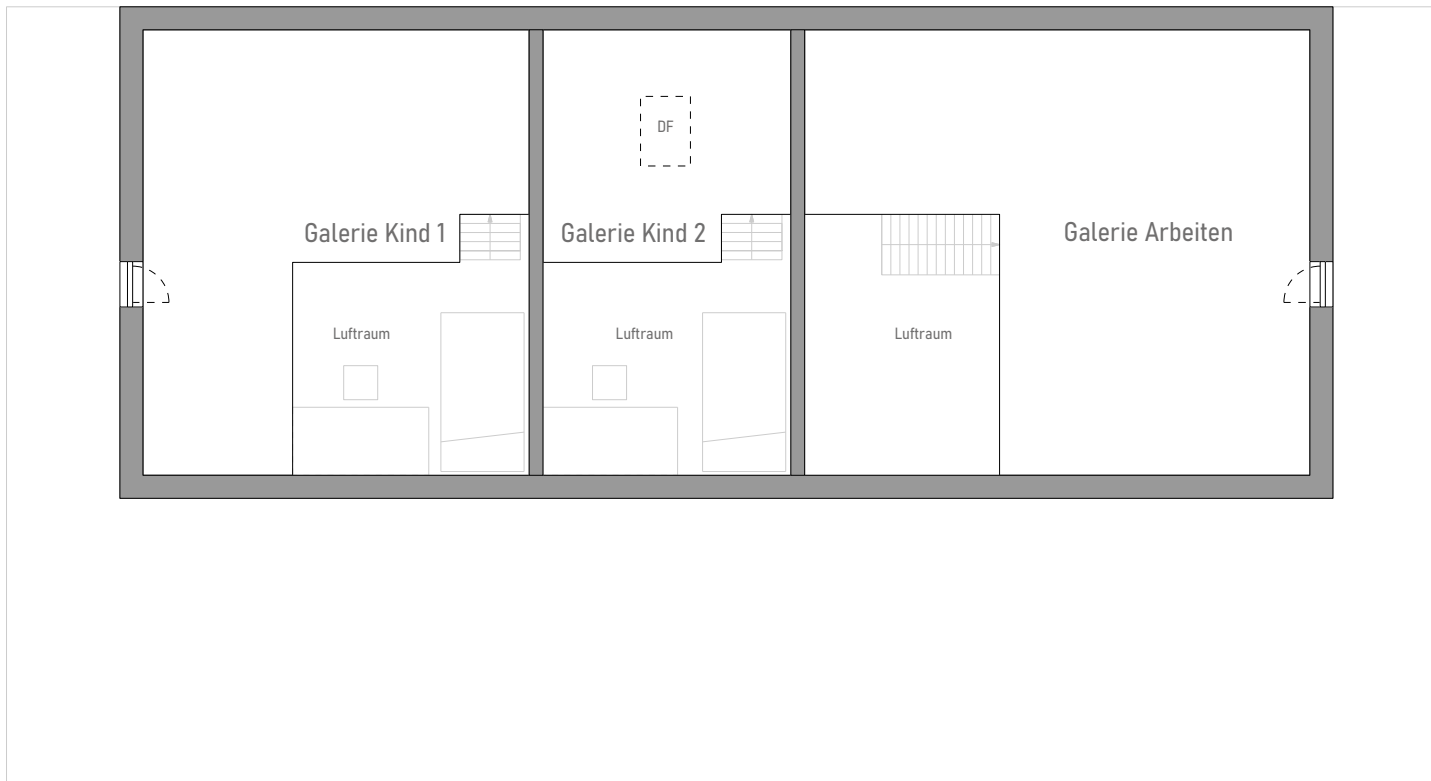 DF
Galerie Kind 1
Galerie Kind 2
Galerie Arbeiten
Luftraum
Luftraum
Luftraum